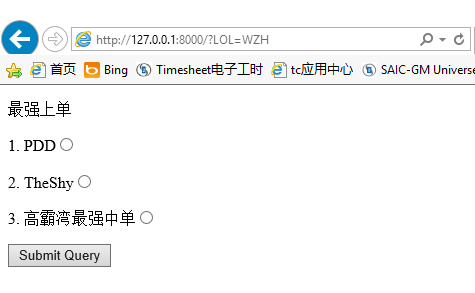 http://127.0.0.1:8000/?LOL=WZH
首页 Bing Timesheet电子工时 tc应用中心 SAIC-GM Universe
最强上单
1. PDD
2. TheShy
3. 高霸湾最强中单
Submit Query